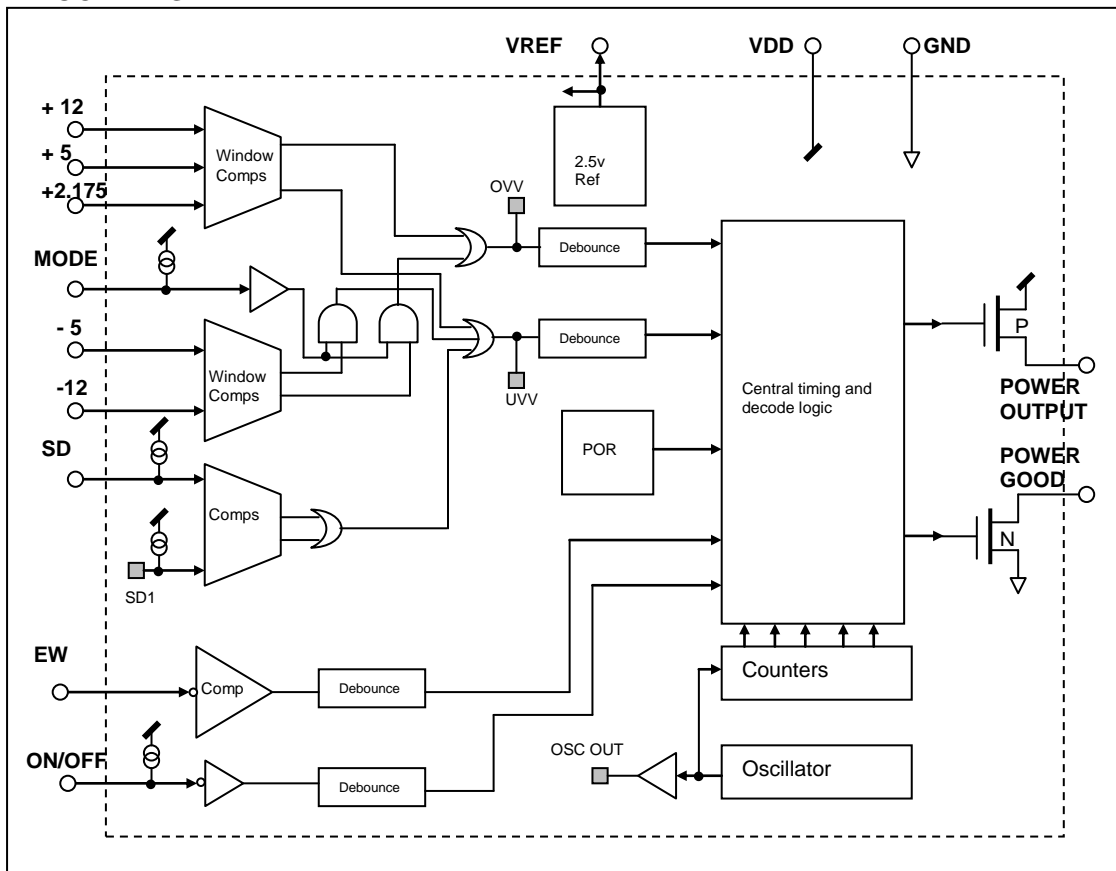 VREF
VDD
GND
+ 12
+ 5
+2.175
Window
Comps
2.5v
Ref
OVV
Debounce
MODE
- 5
-12
Window
Comps
Debounce
UVV
Central timing and
decode logic
P
POWER
OUTPUT
SD
Comps
SD1
POR
POWER
GOOD
N
EW
Comp
Debounce
Counters
ON/OFF
Debounce
OSC OUT
Oscillator